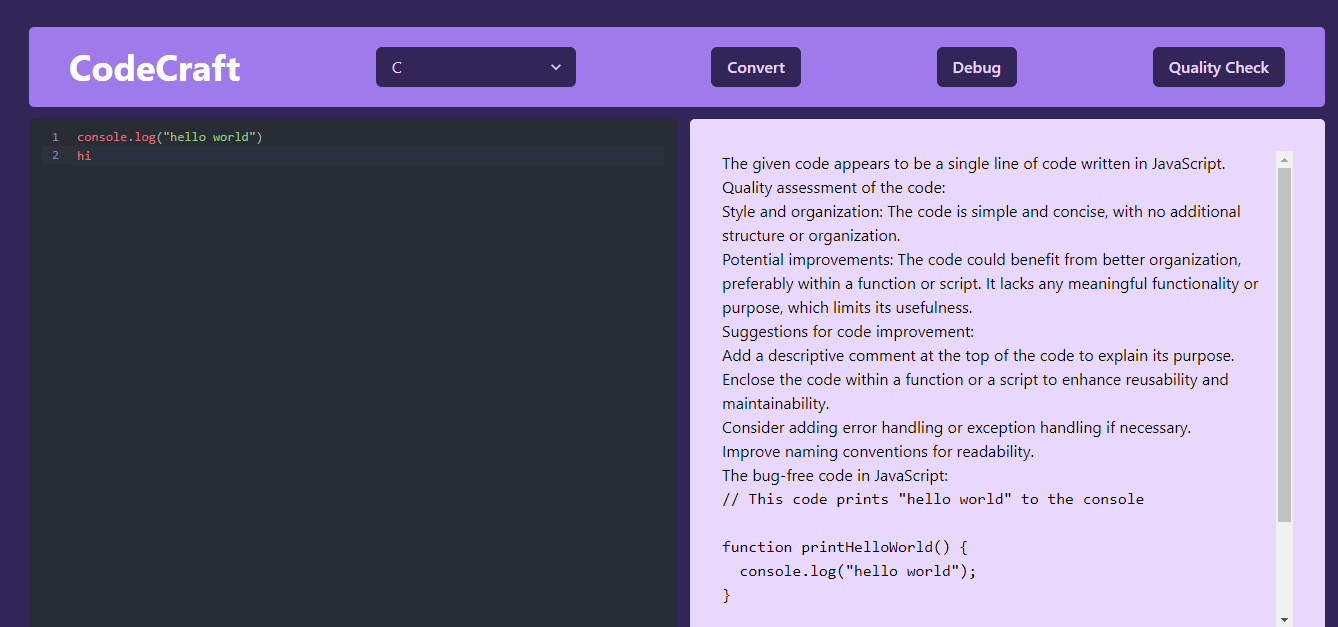 CodeCraft
C
Convert
Debug
Quality Check
1 console.log("hello world")
2 hi
The given code appears to be a single line of code written in JavaScript.
Quality assessment of the code:
Style and organization: The code is simple and concise, with no additional
structure or organization.
Potential improvements: The code could benefit from better organization,
preferably within a function or script. It lacks any meaningful functionality or
purpose, which limits its usefulness.
Suggestions for code improvement:
Add a descriptive comment at the top of the code to explain its purpose.
Enclose the code within a function or a script to enhance reusability and
maintainability.
Consider adding error handling or exception handling if necessary.
Improve naming conventions for readability.
The bug-free code in JavaScript:
// This code prints "hello world" to the console
function printHelloWorld() {
  console.log("hello world");
}